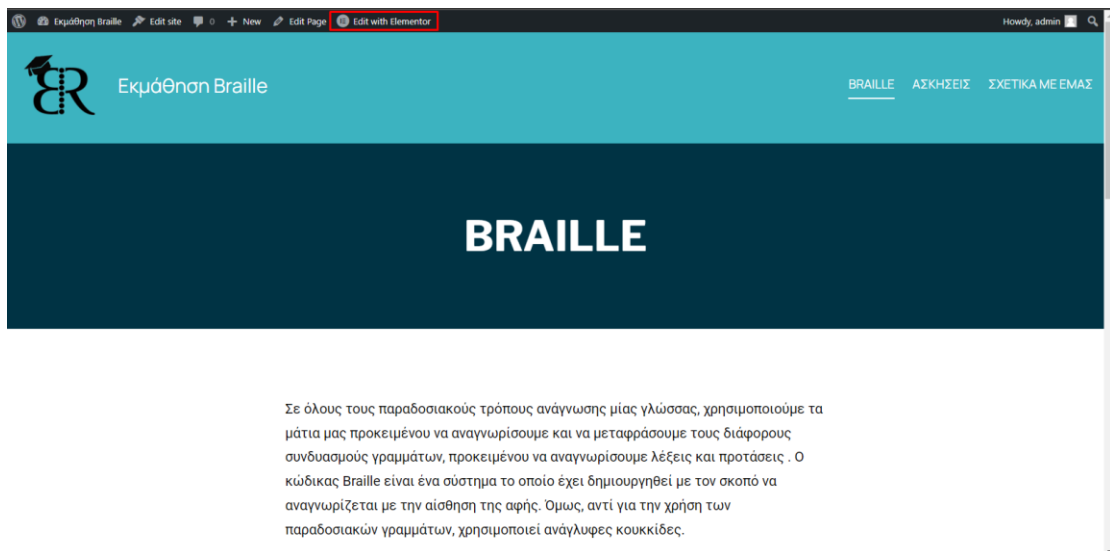 Εκμάθηση Braille Edit site 0 New Edit Page Edit with Elementor Howdy, admin
BR Εκμάθηση Braille BRAILLE ΑΣΚΗΣΕΙΣ ΣΧΕΤΙΚΑ ΜΕ ΕΜΑΣ
BRAILLE
Σε όλους τους παραδοσιακούς τρόπους ανάγνωσης μίας γλώσσας, χρησιμοποιούμε τα
μάτια μας προκειμένου να αναγνωρίσουμε και να μεταφράσουμε τους διάφορους
συνδυασμούς γραμμάτων, προκειμένου να αναγνωρίσουμε λέξεις και προτάσεις . Ο
κώδικας Braille είναι ένα σύστημα το οποίο έχει δημιουργηθεί με τον σκοπό να
αναγνωρίζεται με την αίσθηση της αφής. Όμως, αντί για την χρήση των
παραδοσιακών γραμμάτων, χρησιμοποιεί ανάγλυφες κουκκίδες.